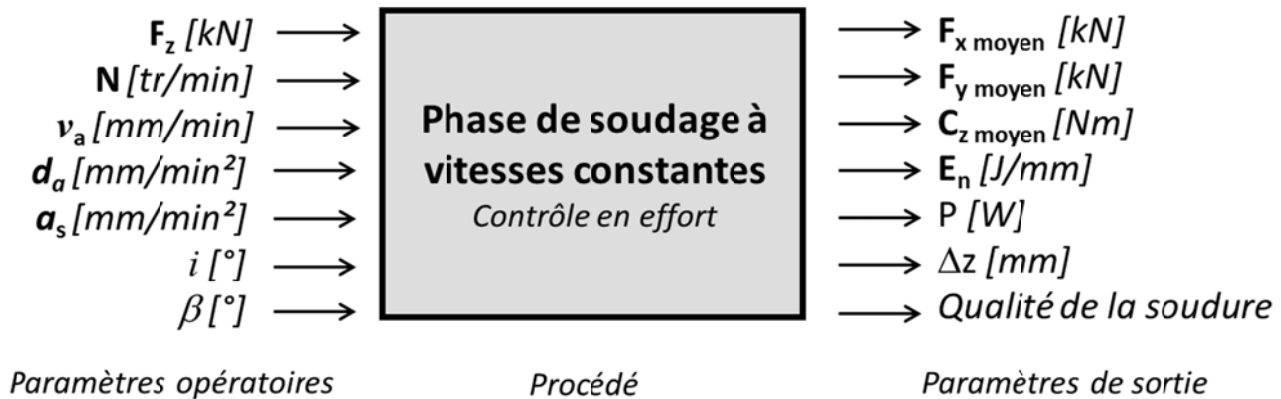 F_z [kN]
N [tr/min]
v_a [mm/min]
d_a [mm/min²]
a_s [mm/min²]
i [°]
β [°]
Phase de soudage à
vitesses constantes
Contrôle en effort
F_x moyen [kN]
F_y moyen [kN]
C_z moyen [Nm]
E_n [J/mm]
P [W]
Δz [mm]
Qualité de la soudure
Paramètres opératoires
Procédé
Paramètres de sortie